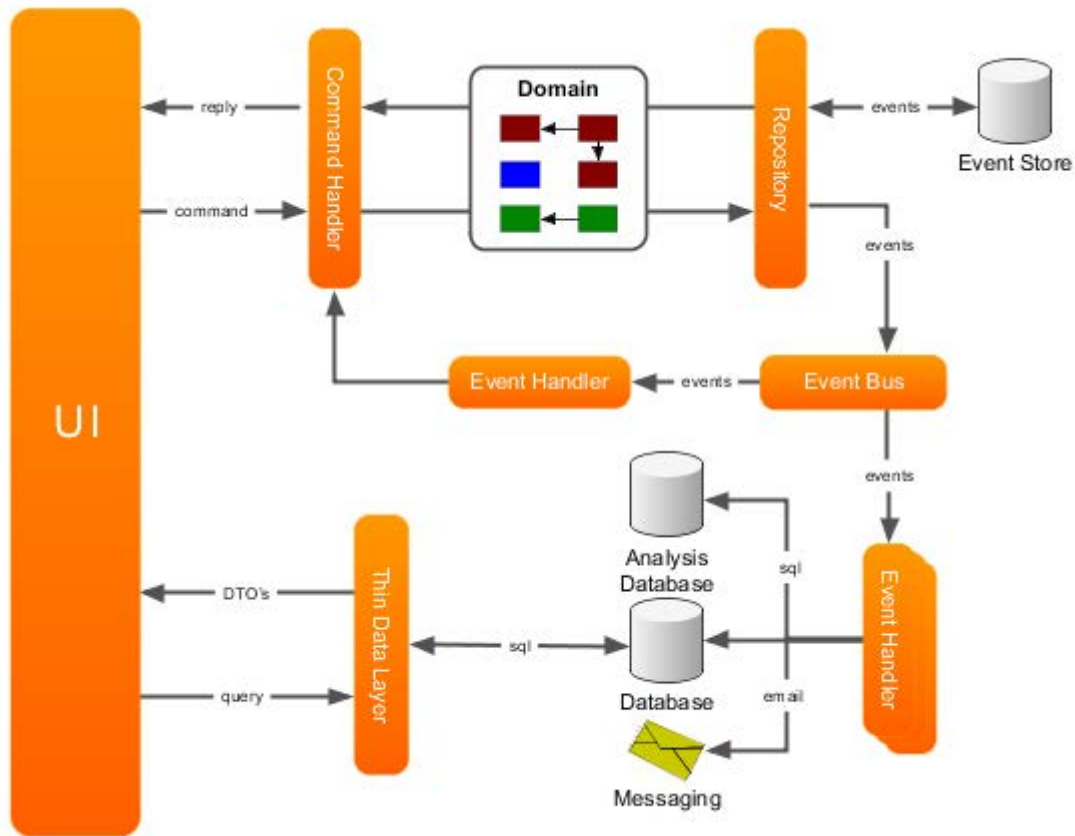 Domain
reply
Command Handler
Repository
events
Event Store
command
events
Event Handler
events
Event Bus
UI
events
Analysis
Database
sql
Event Handler
DTO's
Thin Data Layer
sql
Database
query
email
Messaging